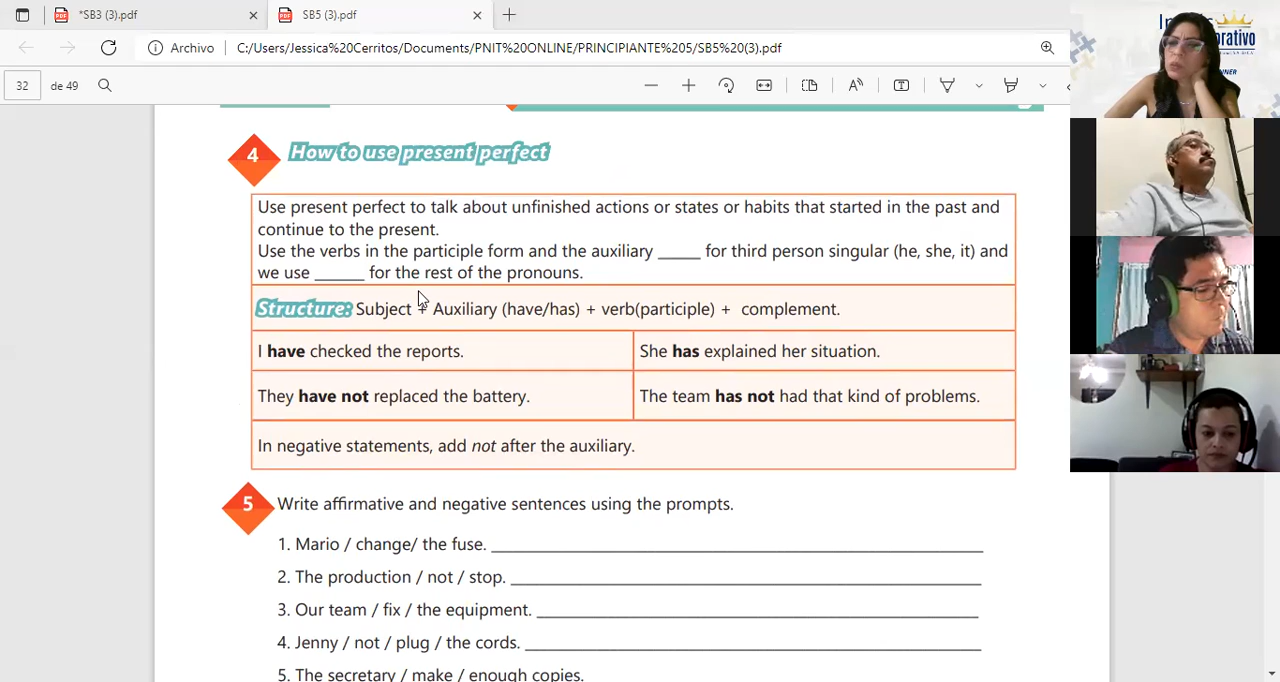 *SB3 (3).pdf
SB5 (3).pdf
Archivo
C:/Users/Jessica%20Cerritos/Documents/PNIT%20ONLINE/PRINCIPIANTE%205/SB5%20(3).pdf
32 de 49
4 How to use present perfect
Use present perfect to talk about unfinished actions or states or habits that started in the past and
continue to the present.
Use the verbs in the participle form and the auxiliary _____ for third person singular (he, she, it) and
we use ______ for the rest of the pronouns.
Structure: Subject + Auxiliary (have/has) + verb(participle) + complement.
I have checked the reports.
She has explained her situation.
They have not replaced the battery.
The team has not had that kind of problems.
In negative statements, add not after the auxiliary.
5 Write affirmative and negative sentences using the prompts.
1. Mario / change/ the fuse.
2. The production / not / stop.
3. Our team / fix / the equipment.
4. Jenny / not / plug / the cords.
5. The secretary / make / enough copies.